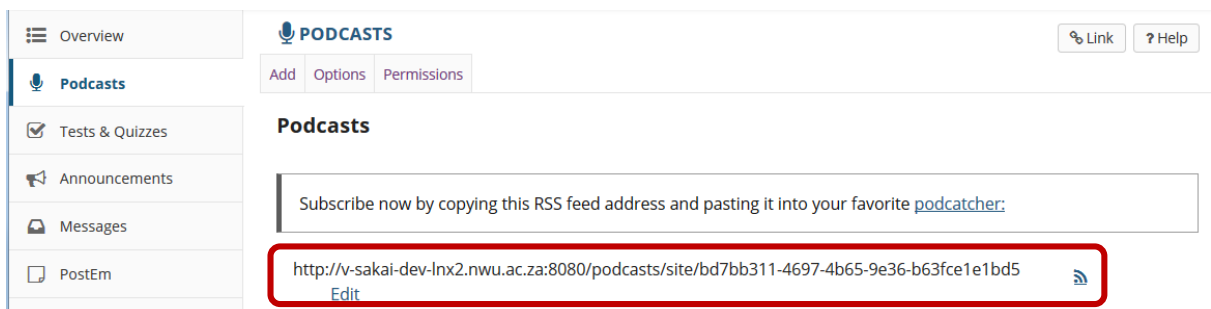 Overview
Podcasts
Tests & Quizzes
Announcements
Messages
PostEm
PODCASTS
Link
? Help
Add Options Permissions
Podcasts
Subscribe now by copying this RSS feed address and pasting it into your favorite podcatcher:
http://v-sakai-dev-lnx2.nwu.ac.za:8080/podcasts/site/bd7bb311-4697-4b65-9e36-b63fce1e1bd5
Edit